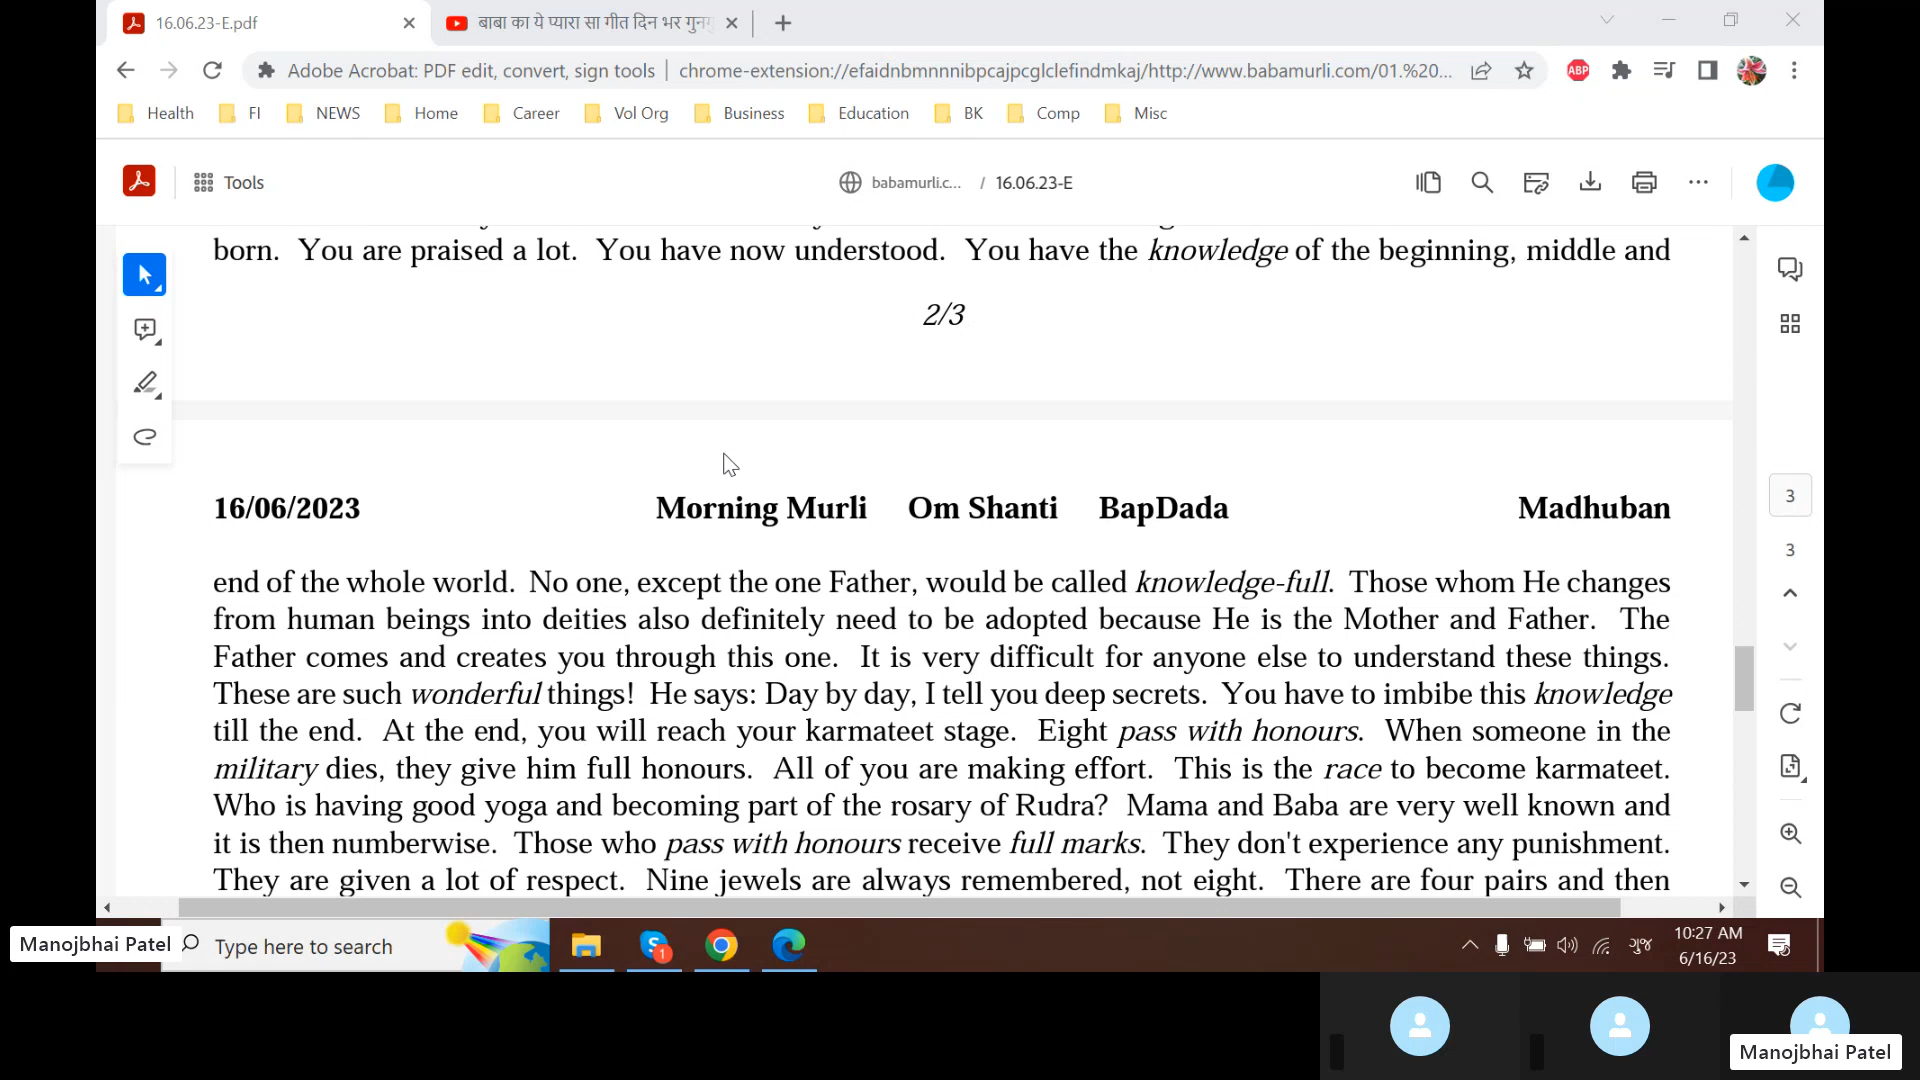 16.06.23-E.pdf
बाबा का ये प्यारा सा गीत दिन भर
Adobe Acrobat: PDF edit, convert, sign tools
chrome-extension://efaidnbmnnnibpcajpcglclefindmkaj/http://www.babamurli.com/01.%20...
ABP
Health FI NEWS Home Career Vol Org Business Education BK Comp Misc
Tools
babamurli.c... / 16.06.23-E
born. You are praised a lot. You have now understood. You have the knowledge of the beginning, middle and
2/3
16/06/2023 Morning Murli Om Shanti BapDada Madhuban
end of the whole world. No one, except the one Father, would be called knowledge-full. Those whom He changes
from human beings into deities also definitely need to be adopted because He is the Mother and Father. The
Father comes and creates you through this one. It is very difficult for anyone else to understand these things.
These are such wonderful things! He says: Day by day, I tell you deep secrets. You have to imbibe this knowledge
till the end. At the end, you will reach your karmateet stage. Eight pass with honours. When someone in the
military dies, they give him full honours. All of you are making effort. This is the race to become karmateet.
Who is having good yoga and becoming part of the rosary of Rudra? Mama and Baba are very well known and
it is then numberwise. Those who pass with honours receive full marks. They don't experience any punishment.
They are given a lot of respect. Nine jewels are always remembered, not eight. There are four pairs and then
3
3
Manojbhai Patel
Type here to search
1
ગુજ
10:27 AM
6/16/23
Manojbhai Patel